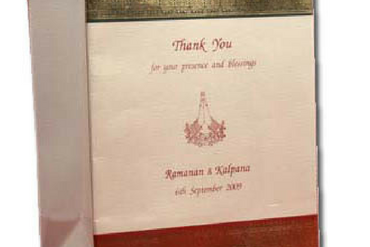 Thank You
for your presence and blessings
Ramanan & Kalpana
6th September 2009